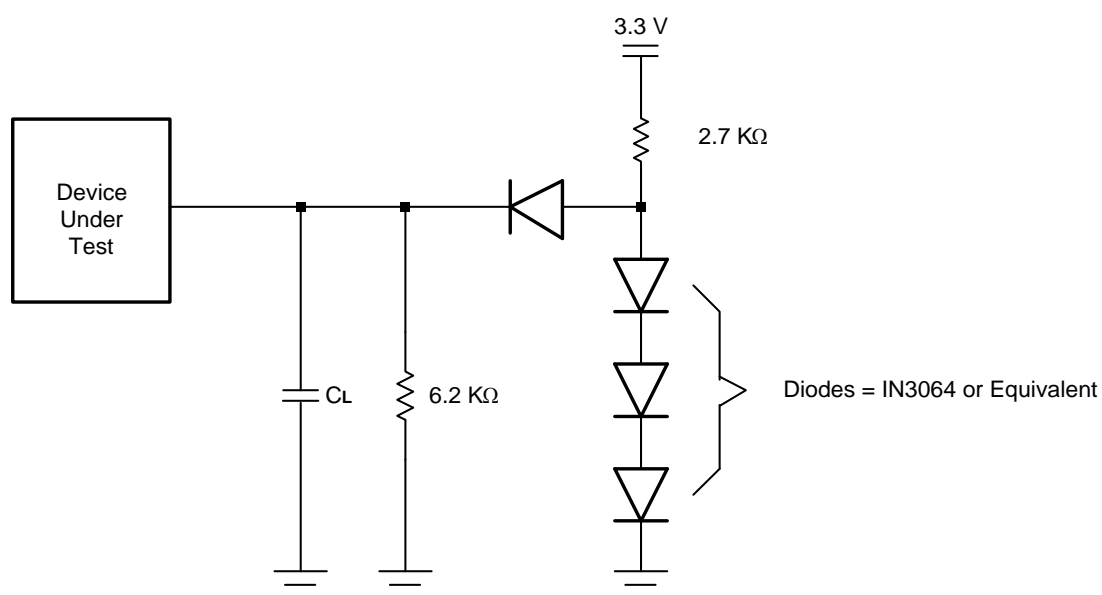 3.3 V
2.7 KΩ
Device
Under
Test
CL
6.2 KΩ
Diodes = IN3064 or Equivalent